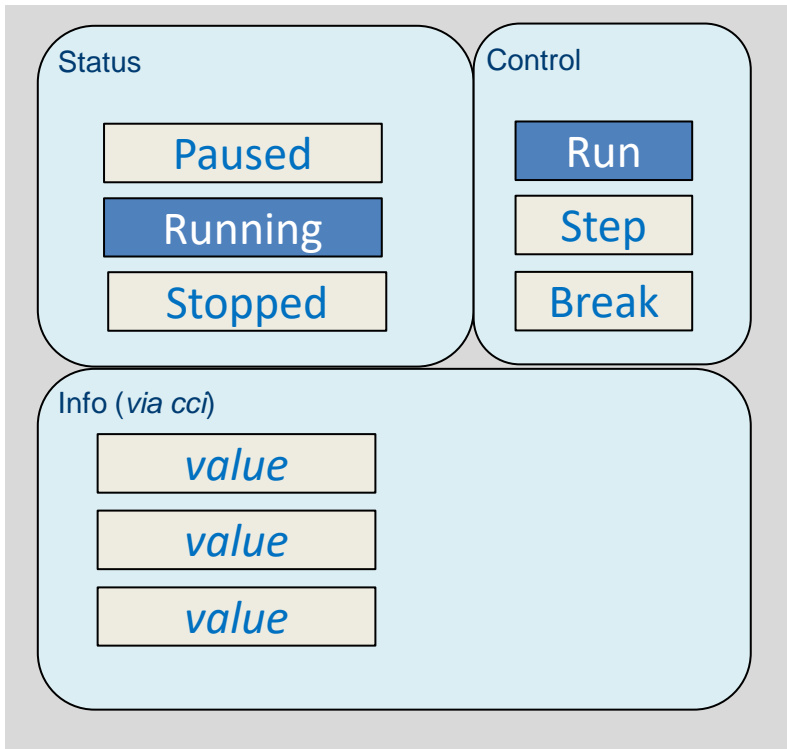 Status
Paused
Running
Stopped
Control
Run
Step
Break
Info (via cci)
value
value
value